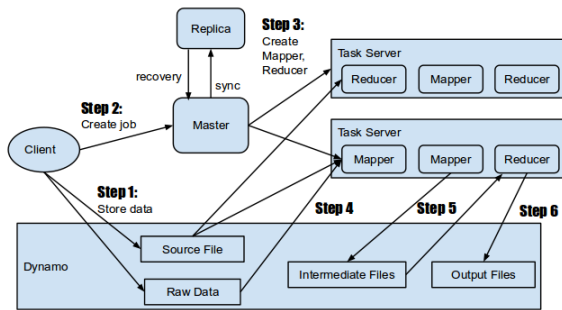 Replica
Step 3:
Create
Mapper,
Reducer
Task Server
Reducer
Mapper
Reducer
recovery
sync
Step 2:
Create job
Master
Client
Task Server
Mapper
Mapper
Reducer
Step 1:
Store data
Step 4
Step 5
Step 6
Source File
Dynamo
Intermediate Files
Output Files
Raw Data